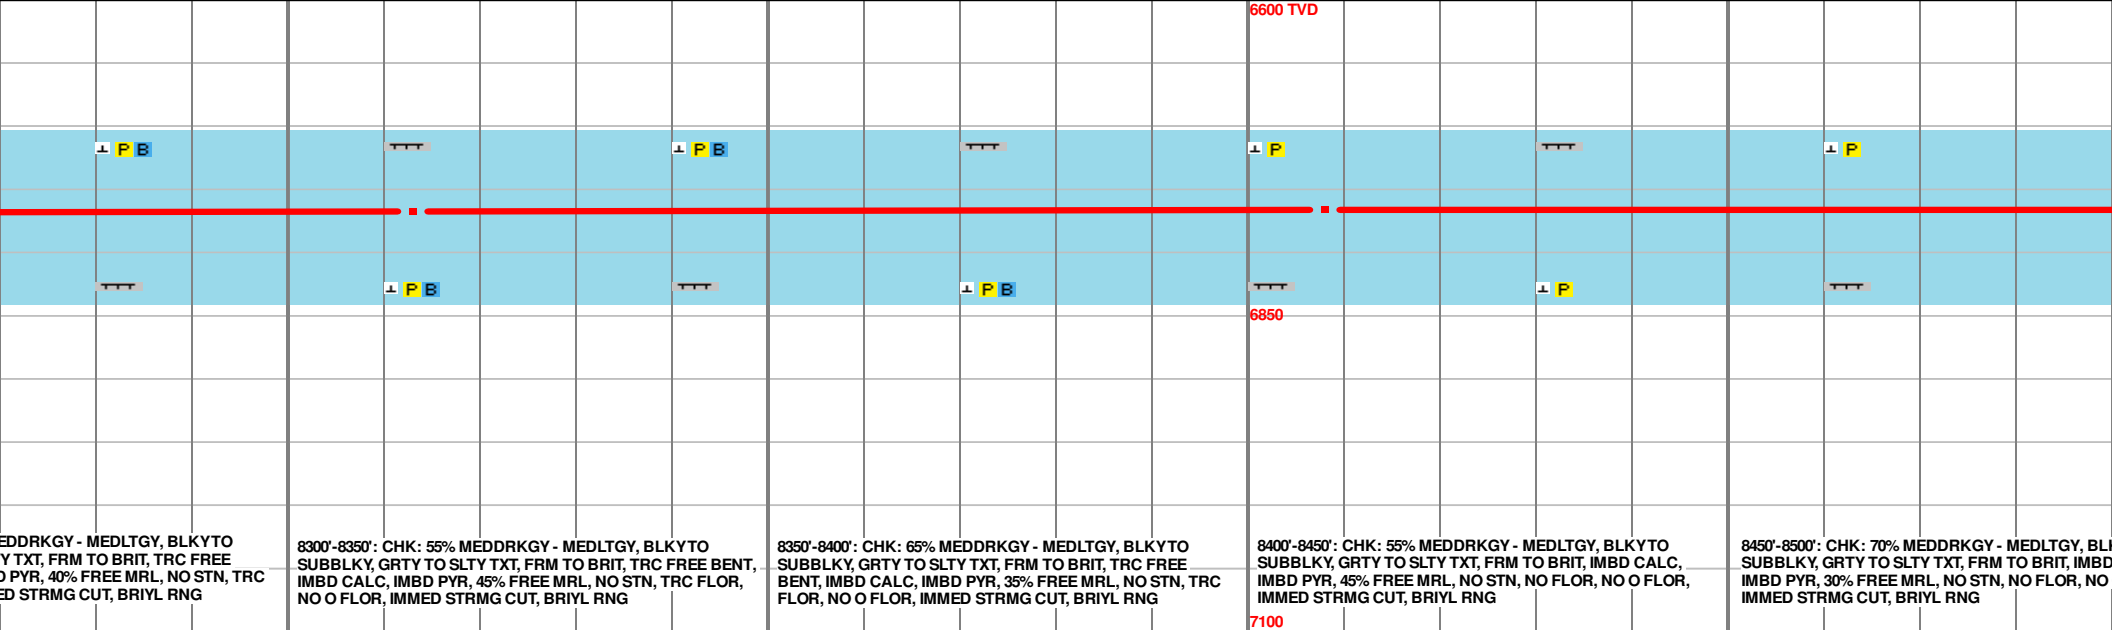 6600 TVD
P B
P B
P
P
P B
P B
P
6850
EDDRKGY - MEDLTGY, BLKYTO
Y TXT, FRM TO BRIT, TRC FREE
D PYR, 40% FREE MRL, NO STN, TRC
ED STRMG CUT, BRIYL RNG
8300'-8350': CHK: 55% MEDDRKGY - MEDLTGY, BLKYTO
SUBBLKY, GRTY TO SLTY TXT, FRM TO BRIT, TRC FREE BENT,
IMBD CALC, IMBD PYR, 45% FREE MRL, NO STN, TRC FLOR,
NO O FLOR, IMMED STRMG CUT, BRIYL RNG
8350'-8400': CHK: 65% MEDDRKGY - MEDLTGY, BLKYTO
SUBBLKY, GRTY TO SLTY TXT, FRM TO BRIT, TRC FREE
BENT, IMBD CALC, IMBD PYR, 35% FREE MRL, NO STN, TRC
FLOR, NO O FLOR, IMMED STRMG CUT, BRIYL RNG
8400'-8450': CHK: 55% MEDDRKGY - MEDLTGY, BLKYTO
SUBBLKY, GRTY TO SLTY TXT, FRM TO BRIT, IMBD CALC,
IMBD PYR, 45% FREE MRL, NO STN, NO FLOR, NO O FLOR,
IMMED STRMG CUT, BRIYL RNG
8450'-8500': CHK: 70% MEDDRKGY - MEDLTGY, BL
SUBBLKY, GRTY TO SLTY TXT, FRM TO BRIT, IMBD
IMBD PYR, 30% FREE MRL, NO STN, NO FLOR, NO
IMMED STRMG CUT, BRIYL RNG
7100